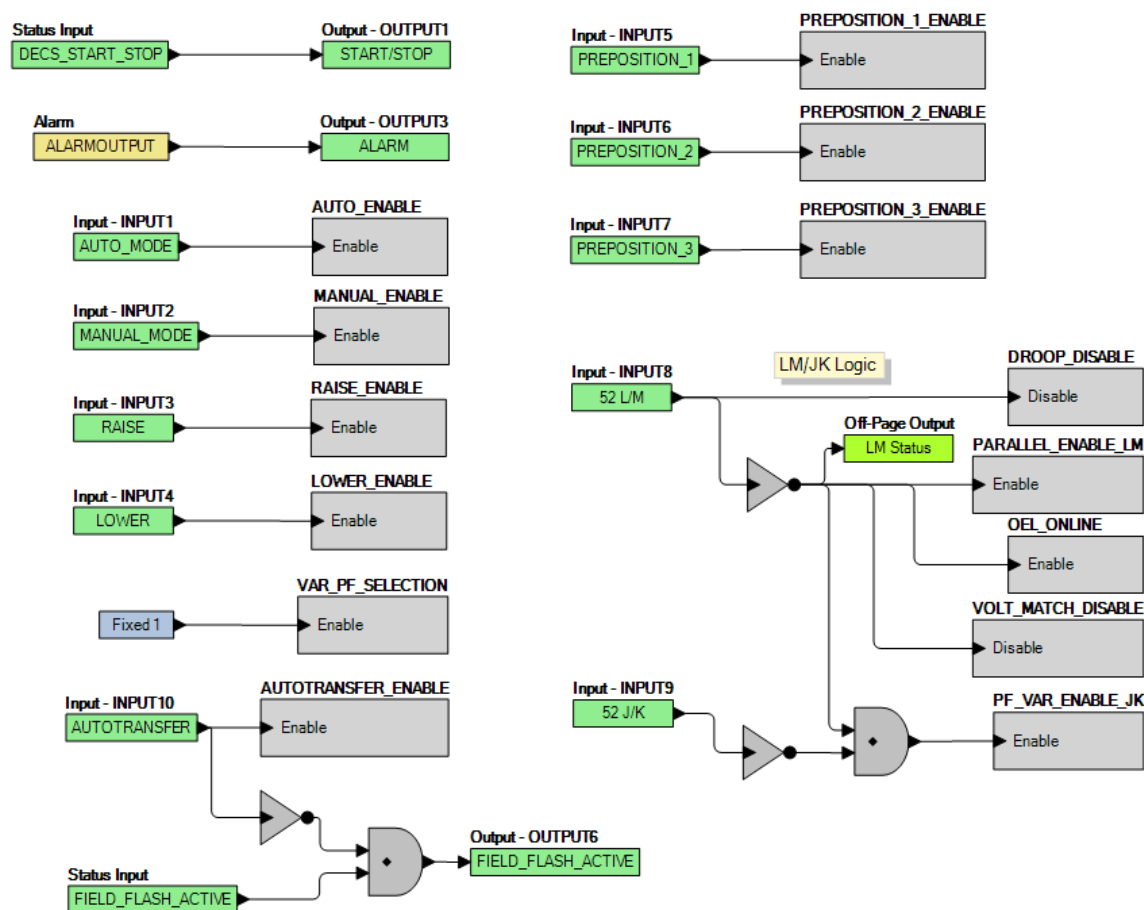 Status Input
DECS_START_STOP
Output - OUTPUT1
START/STOP
Alarm
ALARMOUTPUT
Output - OUTPUT3
ALARM
Input - INPUT1
AUTO_MODE
AUTO_ENABLE
Enable
Input - INPUT2
MANUAL_MODE
MANUAL_ENABLE
Enable
Input - INPUT3
RAISE
RAISE_ENABLE
Enable
Input - INPUT4
LOWER
LOWER_ENABLE
Enable
Fixed 1
VAR_PF_SELECTION
Enable
Input - INPUT10
AUTOTRANSFER
AUTOTRANSFER_ENABLE
Enable
Status Input
FIELD_FLASH_ACTIVE
Output - OUTPUT6
FIELD_FLASH_ACTIVE
Input - INPUT5
PREPOSITION_1
PREPOSITION_1_ENABLE
Enable
Input - INPUT6
PREPOSITION_2
PREPOSITION_2_ENABLE
Enable
Input - INPUT7
PREPOSITION_3
PREPOSITION_3_ENABLE
Enable
LM/JK Logic
Input - INPUT8
52 L/M
DROOP_DISABLE
Disable
Off-Page Output
LM Status
PARALLEL_ENABLE_LM
Enable
OEL_ONLINE
Enable
VOLT_MATCH_DISABLE
Disable
Input - INPUT9
52 J/K
PF_VAR_ENABLE_JK
Enable